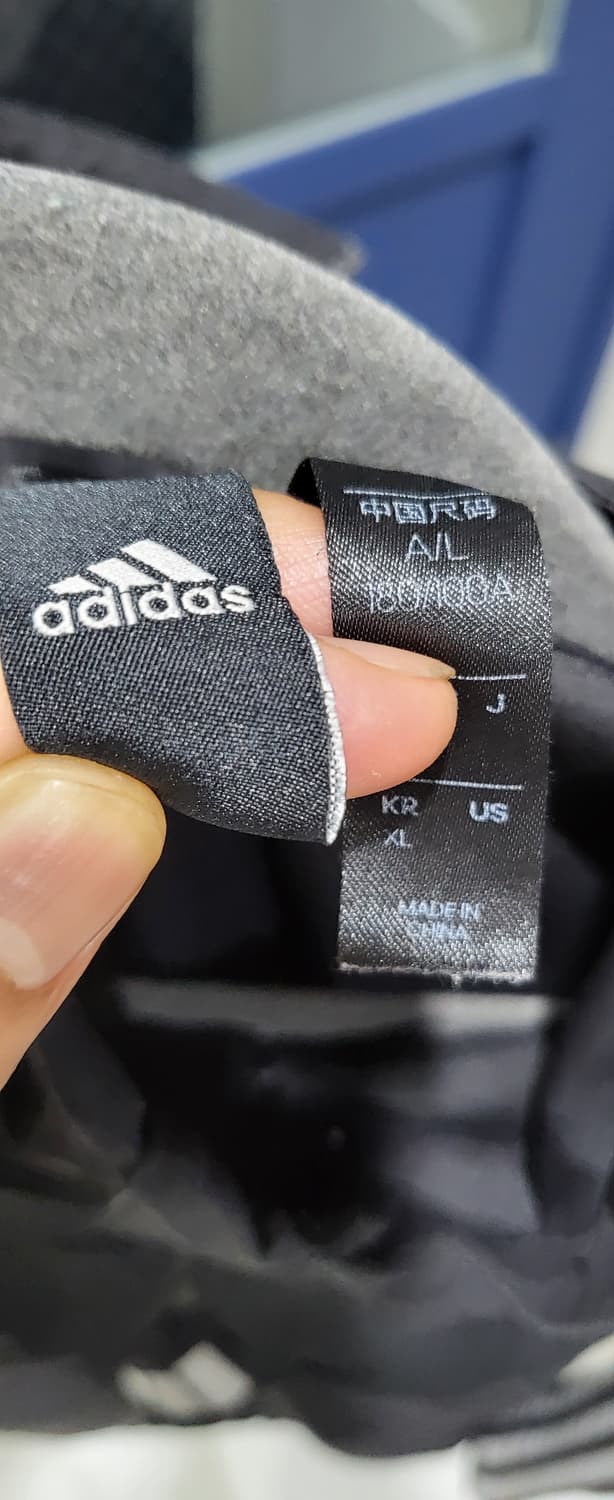 adidas
中国尺码
A/L
J
KR US
XL
MADE IN
CHINA